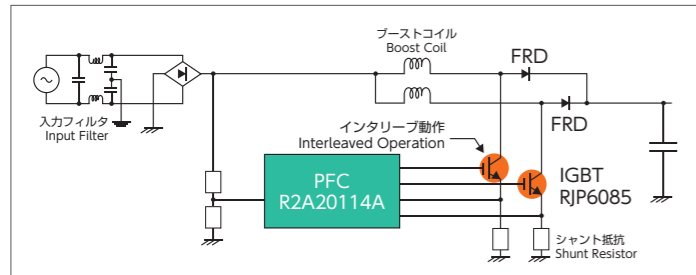 ブーストコイル
Boost Coil
FRD
FRD
入力フィルタ
Input Filter
インタリーブ動作
Interleaved Operation
PFC
R2A20114A
IGBT
RJP6085
シャント抵抗
Shunt Resistor